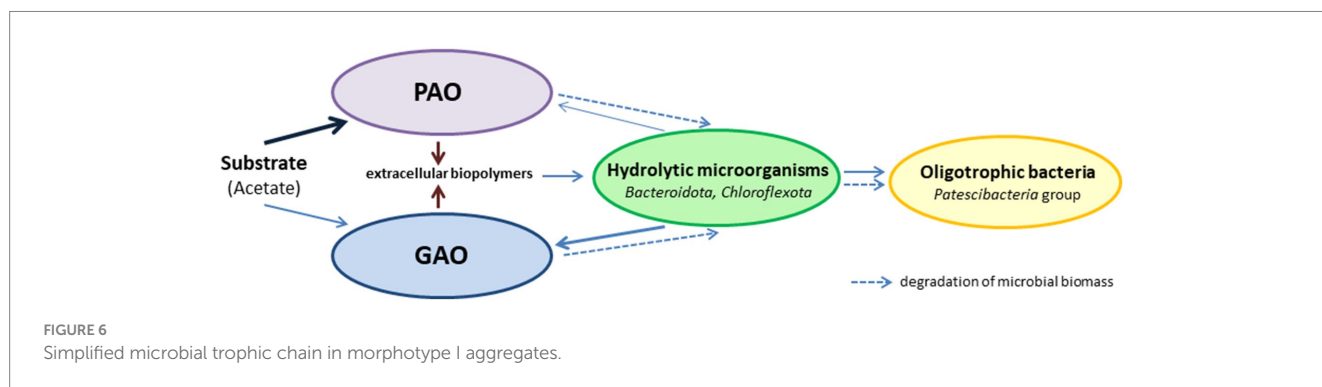 PAO
Substrate
(Acetate)
extracellular biopolymers
GAO
Hydrolytic microorganisms
Bacteroidota, Chloroflexota
Oligotrophic bacteria
Patescibacteria group
degradation of microbial biomass
FIGURE 6
Simplified microbial trophic chain in morphotype I aggregates.